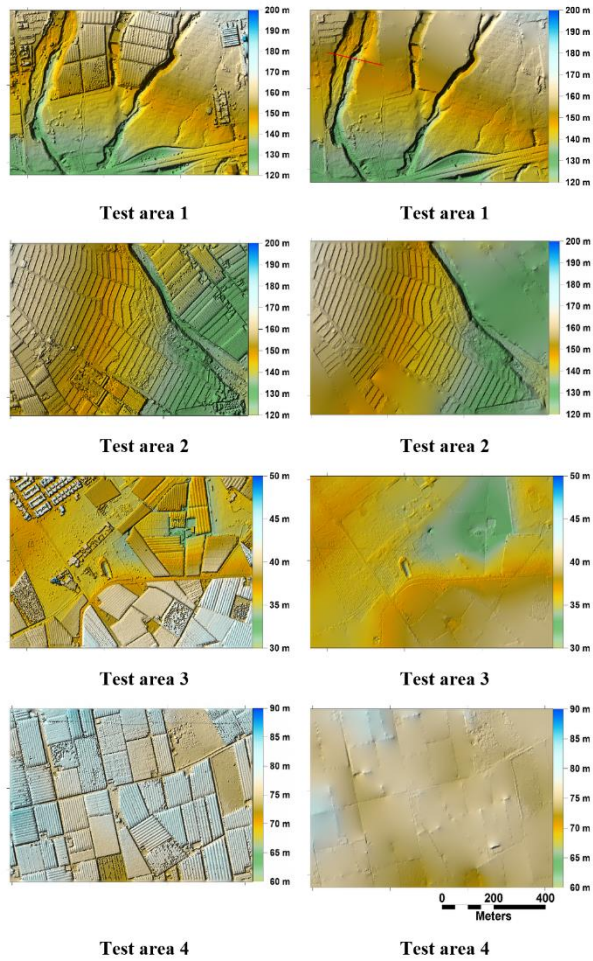 200 m
190 m
180 m
170 m
160 m
150 m
140 m
130 m
120 m
200 m
190 m
180 m
170 m
160 m
150 m
140 m
130 m
120 m
Test area 1
Test area 1
200 m
190 m
180 m
170 m
160 m
150 m
140 m
130 m
120 m
200 m
190 m
180 m
170 m
160 m
150 m
140 m
130 m
120 m
Test area 2
Test area 2
50 m
45 m
40 m
35 m
30 m
50 m
45 m
40 m
35 m
30 m
Test area 3
Test area 3
90 m
85 m
80 m
75 m
70 m
65 m
60 m
90 m
85 m
80 m
75 m
70 m
65 m
60 m
0 200 400
Meters
Test area 4
Test area 4